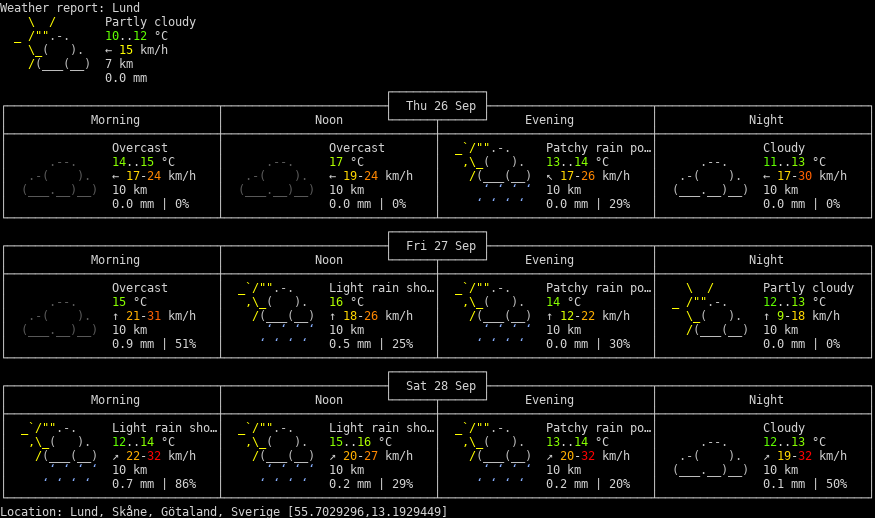 Weather report: Lund
Partly cloudy
10..12 °C
← 15 km/h
7 km
0.0 mm
Thu 26 Sep
Morning Noon Evening Night
Overcast Overcast Patchy rain po… Cloudy
14..15 °C 17 °C 13..14 °C 11..13 °C
← 17-24 km/h ← 19-24 km/h ↖ 17-26 km/h ← 17-30 km/h
10 km 10 km 10 km 10 km
0.0 mm | 0% 0.0 mm | 0% 0.0 mm | 29% 0.0 mm | 0%
Fri 27 Sep
Morning Noon Evening Night
Overcast Light rain sho… Patchy rain po… Partly cloudy
15 °C 16 °C 14 °C 12..13 °C
↑ 21-31 km/h ↑ 18-26 km/h ↑ 12-22 km/h ↑ 9-18 km/h
10 km 10 km 10 km 10 km
0.9 mm | 51% 0.5 mm | 25% 0.0 mm | 30% 0.0 mm | 0%
Sat 28 Sep
Morning Noon Evening Night
Light rain sho… Light rain sho… Patchy rain po… Cloudy
12..14 °C 15..16 °C 13..14 °C 12..13 °C
↗ 22-32 km/h ↗ 20-27 km/h ↗ 20-32 km/h ↗ 19-32 km/h
10 km 10 km 10 km 10 km
0.7 mm | 86% 0.2 mm | 29% 0.2 mm | 20% 0.1 mm | 50%
Location: Lund, Skåne, Götaland, Sverige [55.7029296,13.1929449]